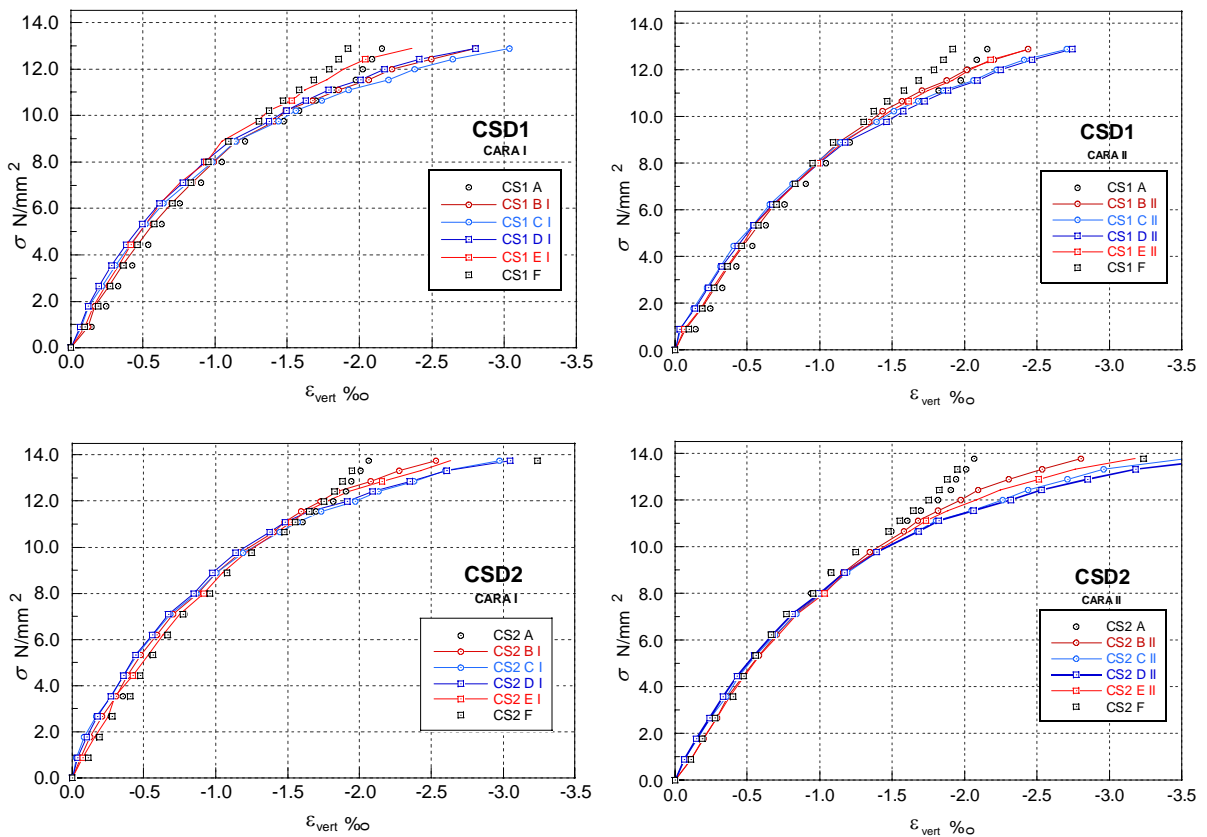 14.0
12.0
10.0
8.0
6.0
4.0
2.0
0.0
σ N/mm 2
CSD1
CARA I
CS1 A
CS1 B I
CS1 C I
CS1 D I
CS1 E I
CS1 F
0.0 -0.5 -1.0 -1.5 -2.0 -2.5 -3.0 -3.5
εvert %o
14.0
12.0
10.0
8.0
6.0
4.0
2.0
0.0
σ N/mm 2
CSD1
CARA II
CS1 A
CS1 B II
CS1 C II
CS1 D II
CS1 E II
CS1 F
0.0 -0.5 -1.0 -1.5 -2.0 -2.5 -3.0 -3.5
εvert %o
14.0
12.0
10.0
8.0
6.0
4.0
2.0
0.0
σ N/mm 2
CSD2
CARA I
CS2 A
CS2 B I
CS2 C I
CS2 D I
CS2 E I
CS2 F
0.0 -0.5 -1.0 -1.5 -2.0 -2.5 -3.0 -3.5
εvert %o
14.0
12.0
10.0
8.0
6.0
4.0
2.0
0.0
σ N/mm 2
CSD2
CARA II
CS2 A
CS2 B II
CS2 C II
CS2 D II
CS2 E II
CS2 F
0.0 -0.5 -1.0 -1.5 -2.0 -2.5 -3.0 -3.5
εvert %o